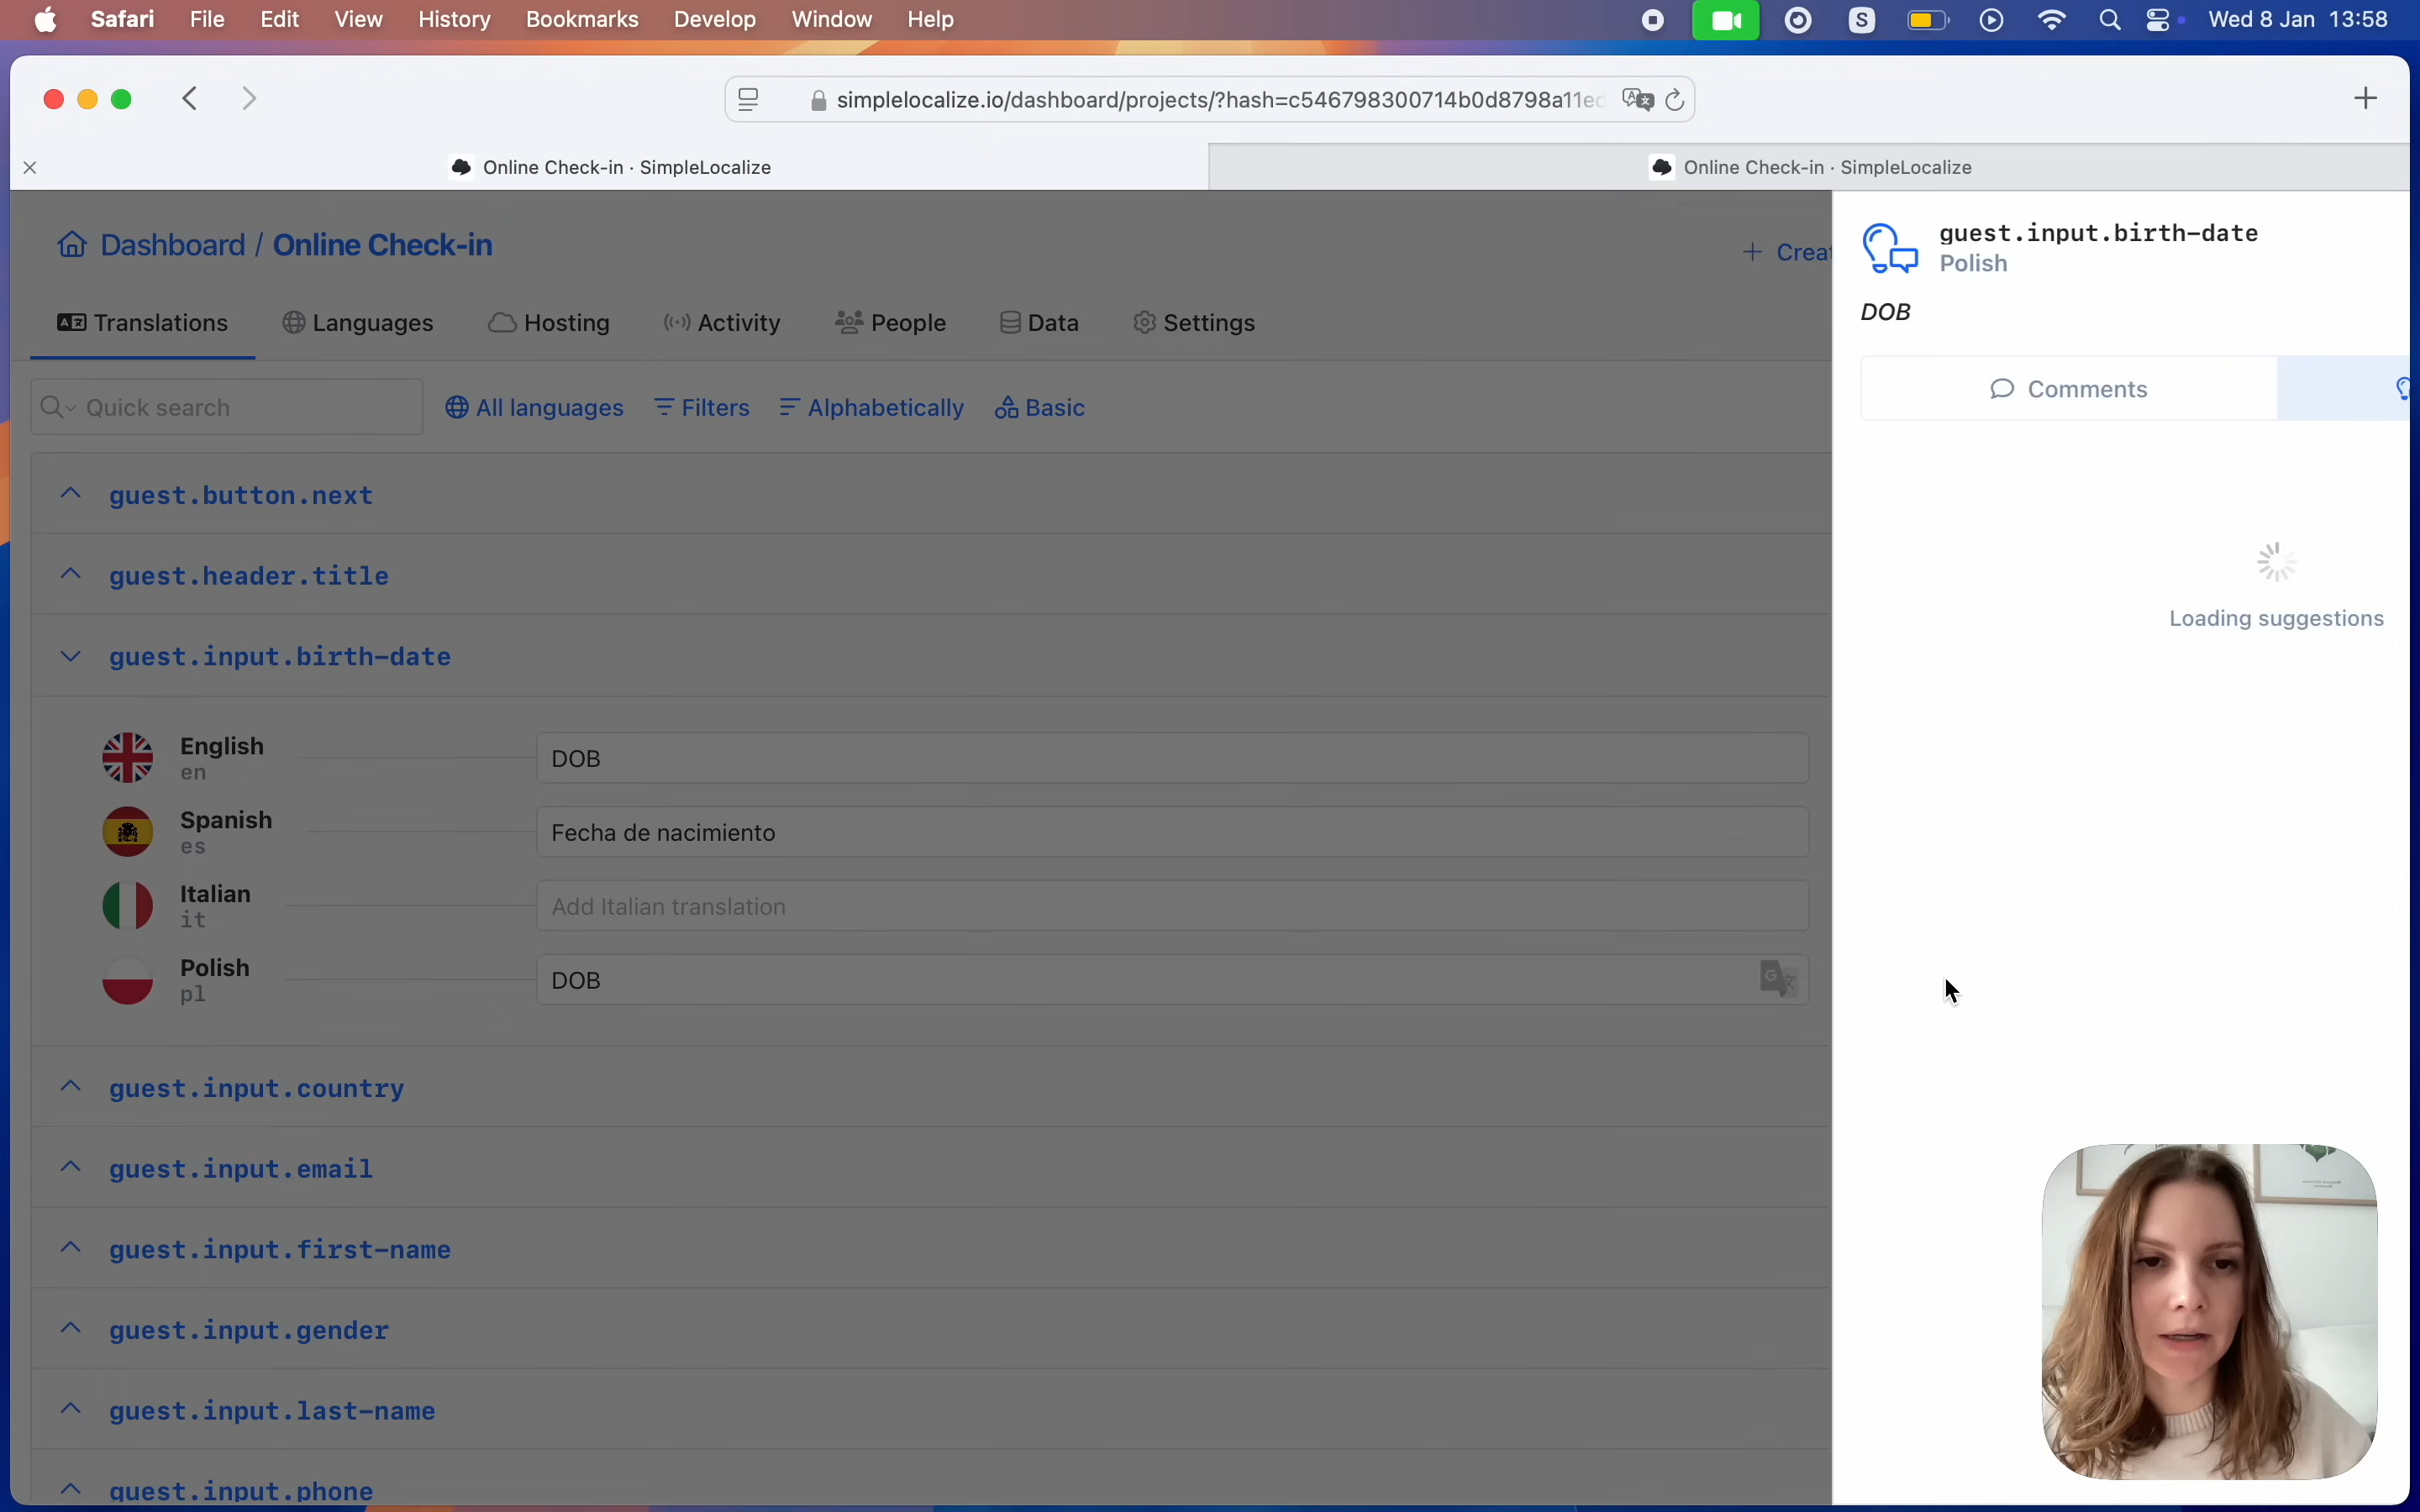 Safari File Edit View History Bookmarks Develop Window Help S Wed 8 Jan 13:58
simplelocalize.io/dashboard/projects/?hash=c546798300714b0d8798a11ed
Online Check-in · SimpleLocalize
Online Check-in · SimpleLocalize
Dashboard / Online Check-in
+ Creat
Translations Languages Hosting Activity People Data Settings
Quick search All languages Filters Alphabetically Basic
guest.button.next
guest.header.title
guest.input.birth-date
English
en
DOB
Spanish
es
Fecha de nacimiento
Italian
it
Add Italian translation
Polish
pl
DOB
guest.input.country
guest.input.email
guest.input.first-name
guest.input.gender
guest.input.last-name
guest.input.phone
guest.input.birth-date
Polish
DOB
Comments
Loading suggestions